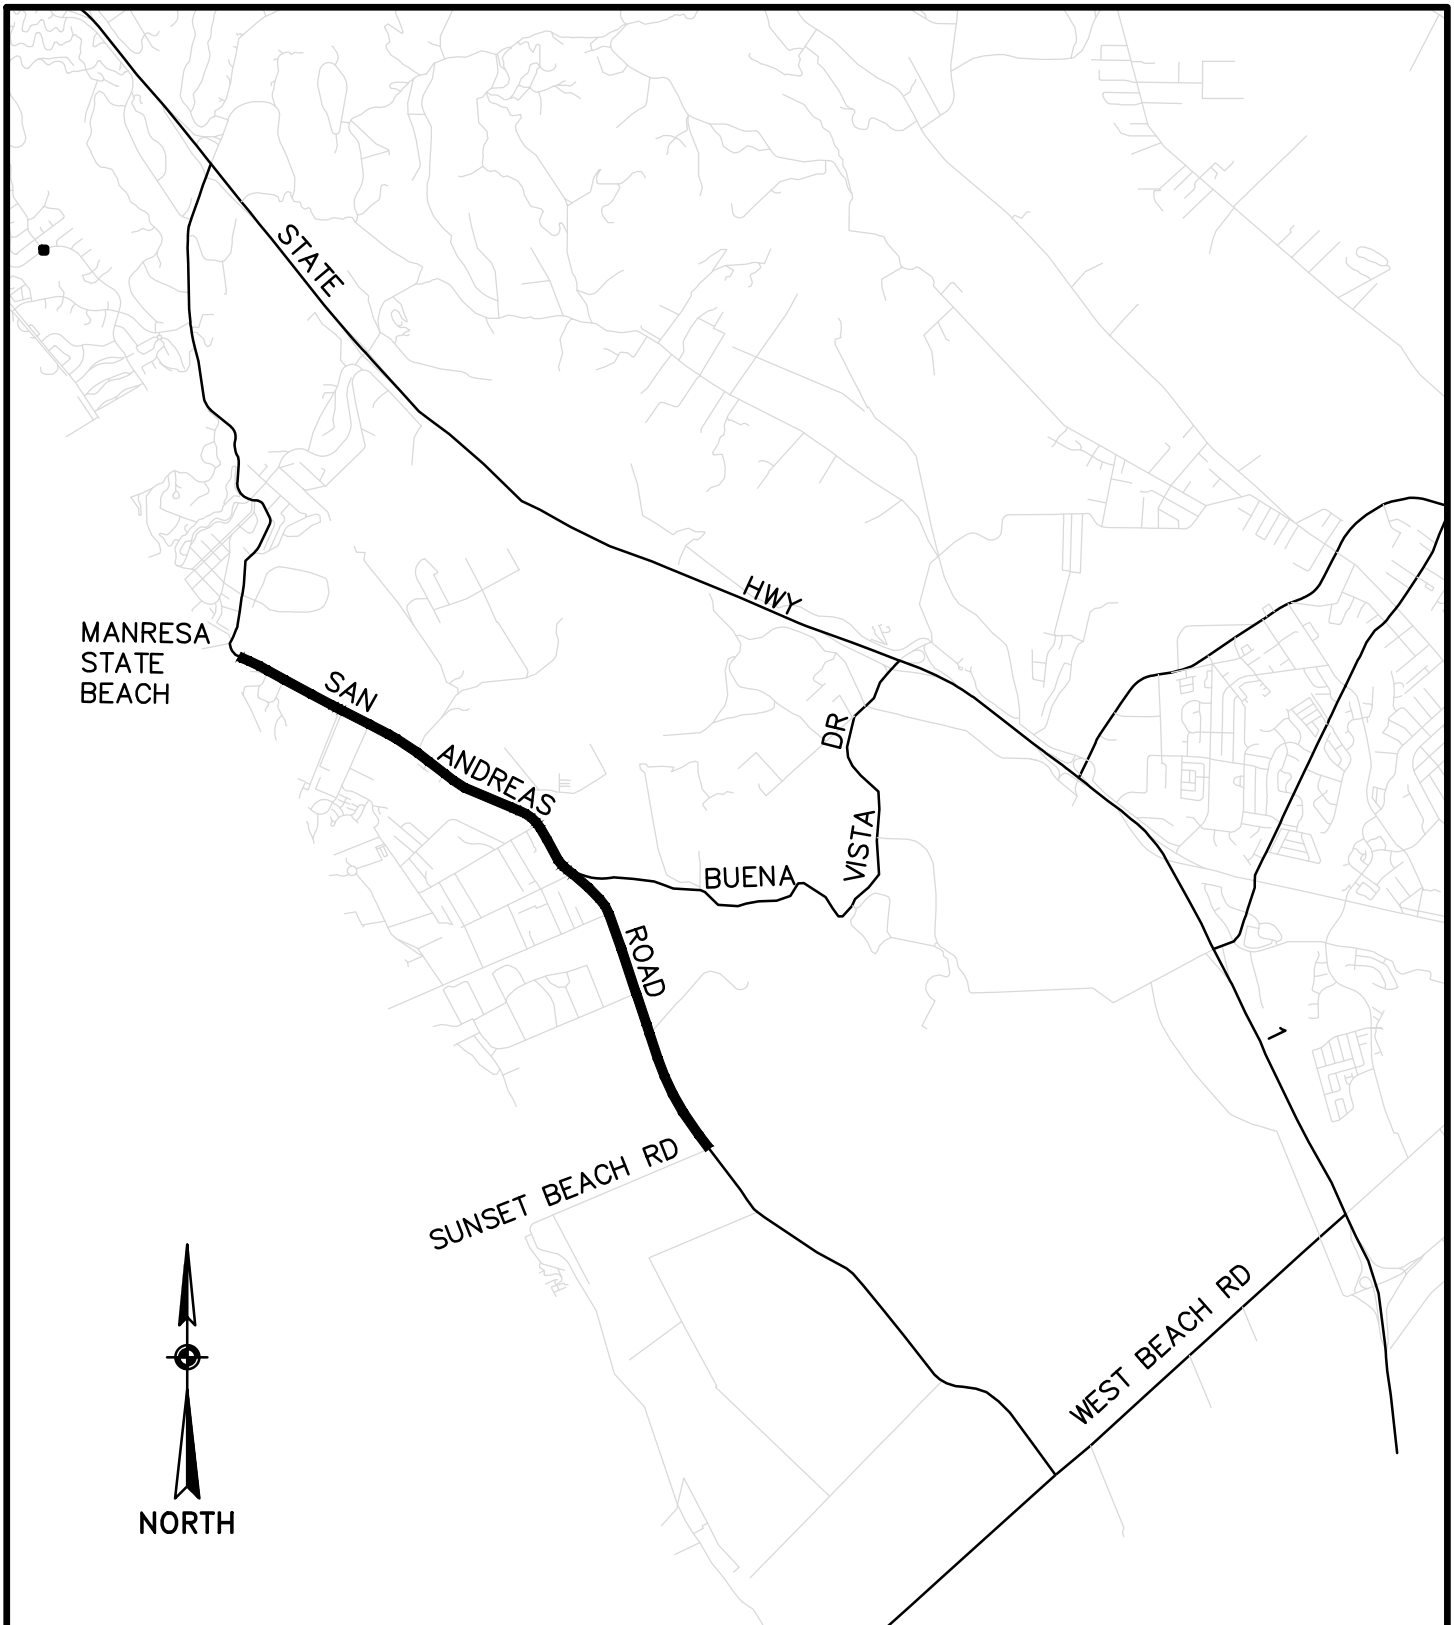 STATE
HWY
MANRESA
STATE
BEACH
SAN
ANDREAS
DR
VISTA
BUENA
ROAD
1
SUNSET BEACH RD
WEST BEACH RD
NORTH